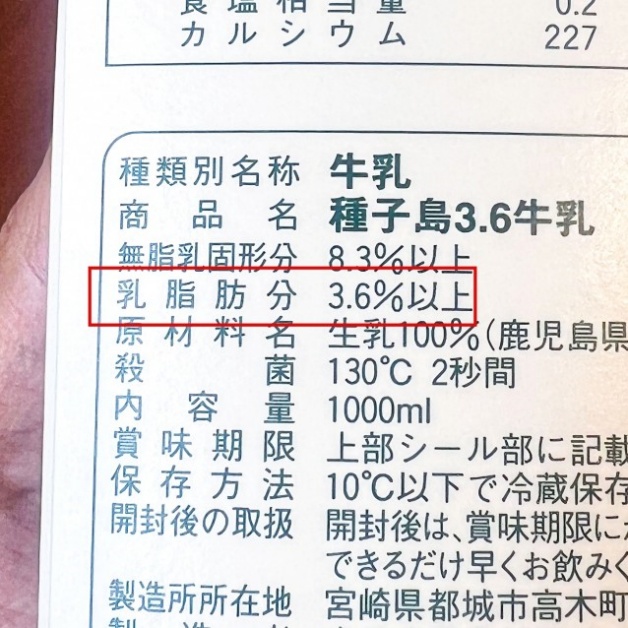 食塩相当量 0.2
カルシウム 227
種類別名称 牛乳
商品名 種子島3.6牛乳
無脂乳固形分 8.3%以上
乳脂肪分 3.6%以上
原材料名 生乳100%(鹿児島県
殺菌 130℃ 2秒間
内容量 1000ml
賞味期限 上部シール部に記載
保存方法 10℃以下で冷蔵保存
開封後の取扱 開封後は、賞味期限に
できるだけ早くお飲みく
製造所所在地 宮崎県都城市高木町